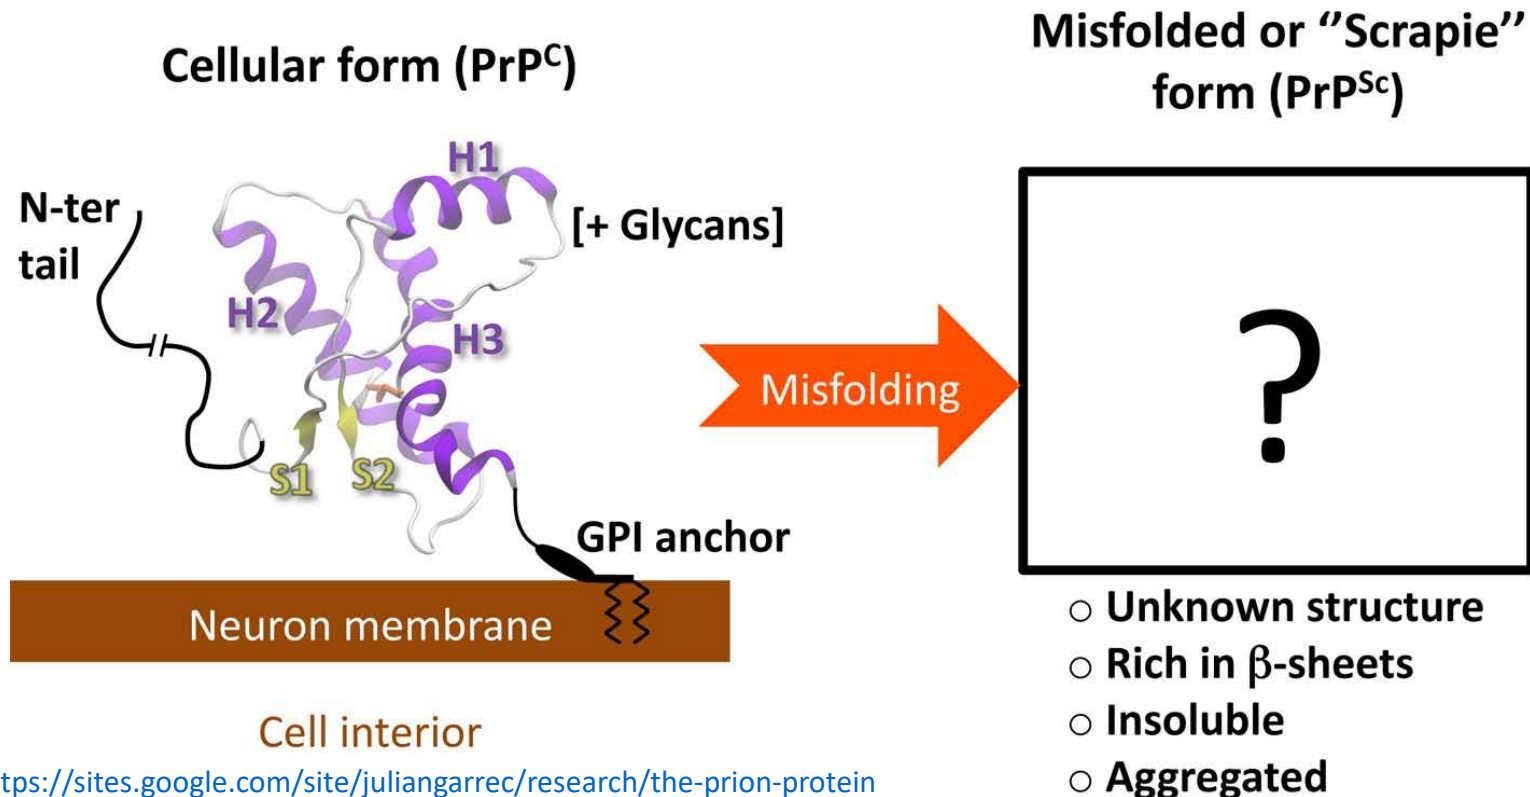 Cellular form (PrPᶜ)
Misfolded or ‘‘Scrapie’’
form (PrPˢᶜ)
N-ter
tail
H1
[+ Glycans]
H2
H3
S1
S2
GPI anchor
Neuron membrane
Cell interior
Misfolding
?
○ Unknown structure
○ Rich in β-sheets
○ Insoluble
○ Aggregated
tps://sites.google.com/site/juliangarrec/research/the-prion-protein